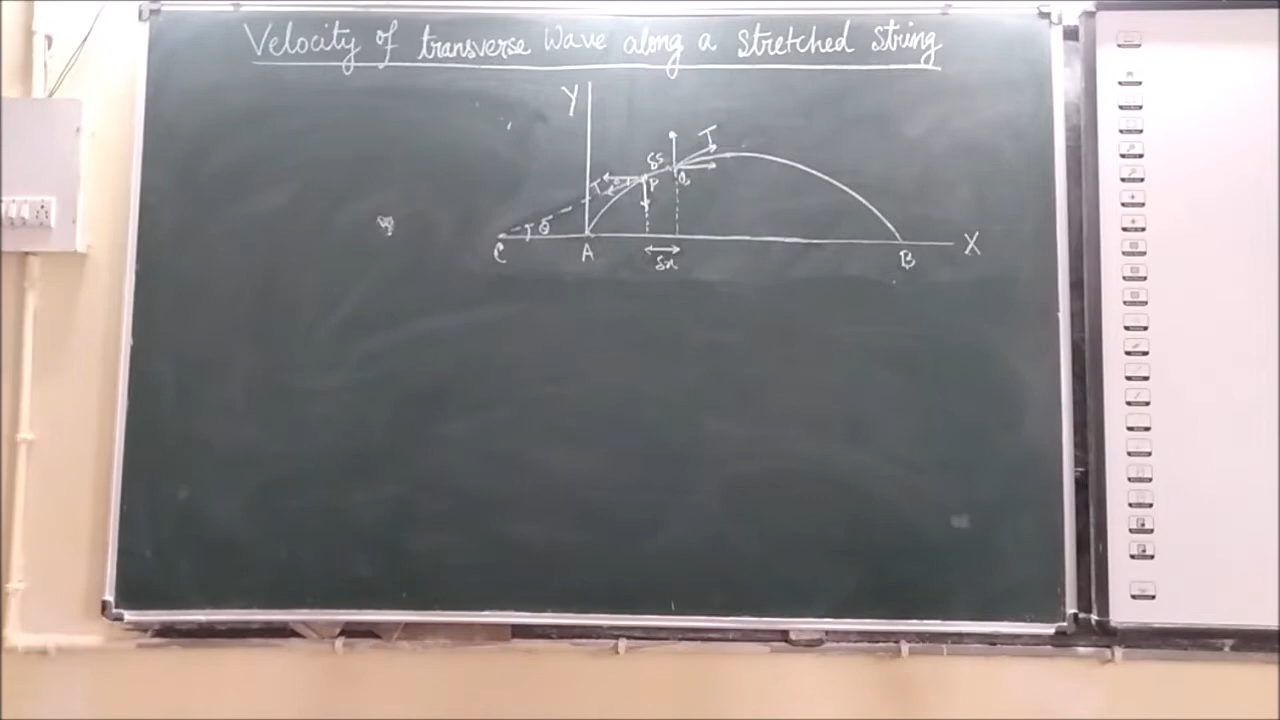 Velocity of transverse wave along a stretched string
Y
T
δs
T
P
Q
θ
C
A
δx
B
X